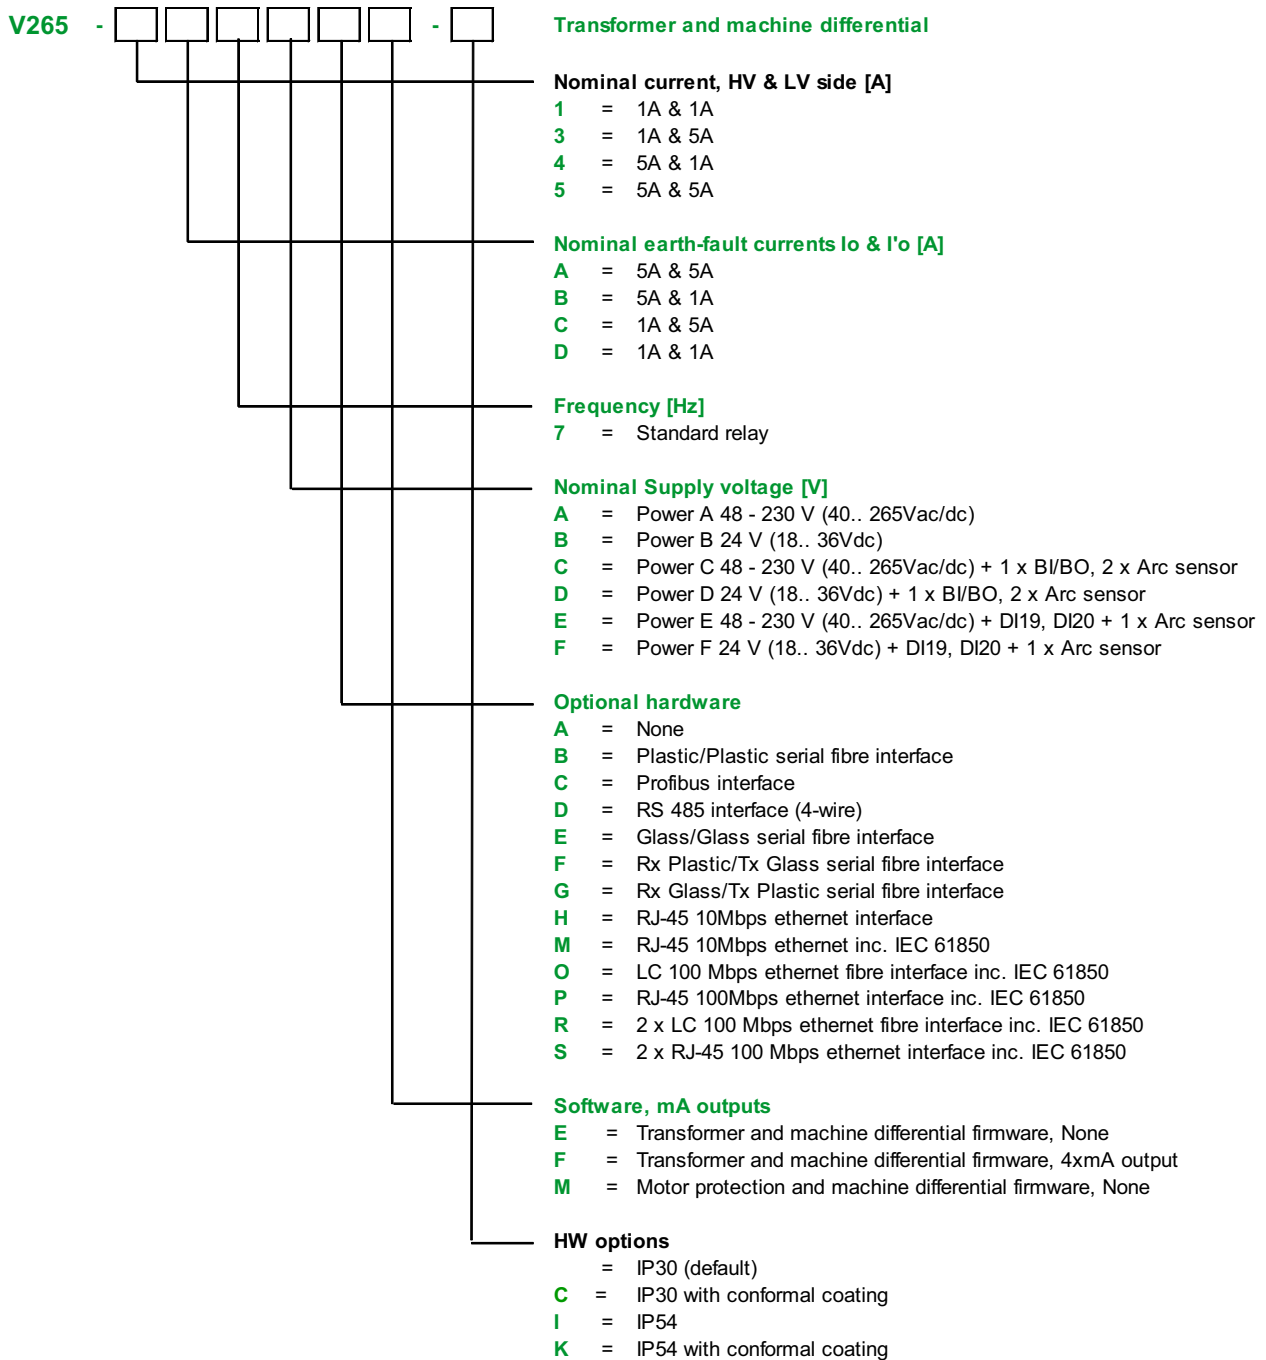 V265 - - Transformer and machine differential
Nominal current, HV & LV side [A]
1 = 1A & 1A
3 = 1A & 5A
4 = 5A & 1A
5 = 5A & 5A
Nominal earth-fault currents Io & I'o [A]
A = 5A & 5A
B = 5A & 1A
C = 1A & 5A
D = 1A & 1A
Frequency [Hz]
7 = Standard relay
Nominal Supply voltage [V]
A = Power A 48 - 230 V (40.. 265Vac/dc)
B = Power B 24 V (18.. 36Vdc)
C = Power C 48 - 230 V (40.. 265Vac/dc) + 1 x BI/BO, 2 x Arc sensor
D = Power D 24 V (18.. 36Vdc) + 1 x BI/BO, 2 x Arc sensor
E = Power E 48 - 230 V (40.. 265Vac/dc) + DI19, DI20 + 1 x Arc sensor
F = Power F 24 V (18.. 36Vdc) + DI19, DI20 + 1 x Arc sensor
Optional hardware
A = None
B = Plastic/Plastic serial fibre interface
C = Profibus interface
D = RS 485 interface (4-wire)
E = Glass/Glass serial fibre interface
F = Rx Plastic/Tx Glass serial fibre interface
G = Rx Glass/Tx Plastic serial fibre interface
H = RJ-45 10Mbps ethernet interface
M = RJ-45 10Mbps ethernet inc. IEC 61850
O = LC 100 Mbps ethernet fibre interface inc. IEC 61850
P = RJ-45 100Mbps ethernet interface inc. IEC 61850
R = 2 x LC 100 Mbps ethernet fibre interface inc. IEC 61850
S = 2 x RJ-45 100 Mbps ethernet interface inc. IEC 61850
Software, mA outputs
E = Transformer and machine differential firmware, None
F = Transformer and machine differential firmware, 4xmA output
M = Motor protection and machine differential firmware, None
HW options
= IP30 (default)
C = IP30 with conformal coating
I = IP54
K = IP54 with conformal coating